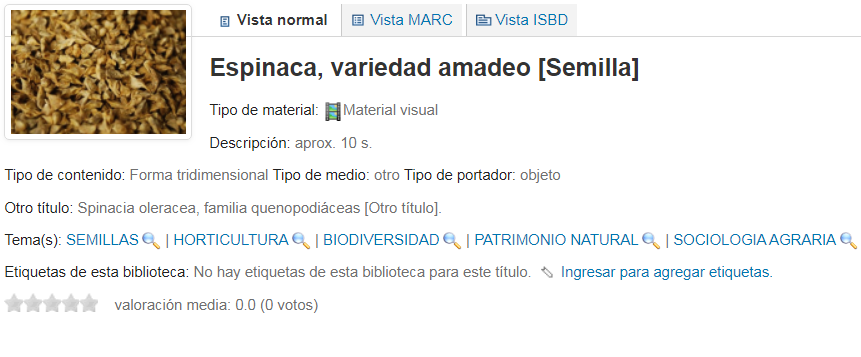 Vista normal Vista MARC Vista ISBD
Espinaca, variedad amadeo [Semilla]
Tipo de material: Material visual
Descripción: aprox. 10 s.
Tipo de contenido: Forma tridimensional Tipo de medio: otro Tipo de portador: objeto
Otro título: Spinacia oleracea, familia quenopodiáceas [Otro título].
Tema(s): SEMILLAS | HORTICULTURA | BIODIVERSIDAD | PATRIMONIO NATURAL | SOCIOLOGIA AGRARIA
Etiquetas de esta biblioteca: No hay etiquetas de esta biblioteca para este título. Ingresar para agregar etiquetas.
valoración media: 0.0 (0 votos)